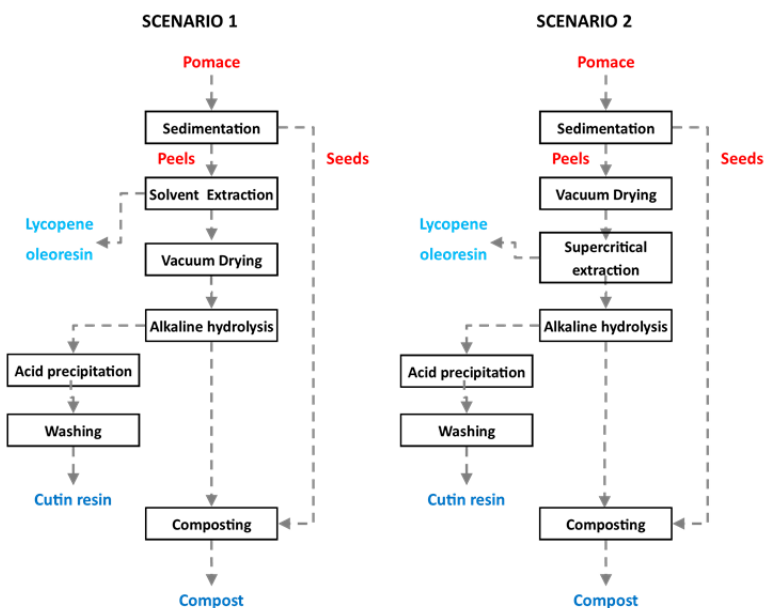 SCENARIO 1
Pomace
Sedimentation
Peels
Seeds
Solvent Extraction
Lycopene
oleoresin
Vacuum Drying
Alkaline hydrolysis
Acid precipitation
Washing
Cutin resin
Composting
Compost
SCENARIO 2
Pomace
Sedimentation
Peels
Seeds
Vacuum Drying
Lycopene
oleoresin
Supercritical
extraction
Alkaline hydrolysis
Acid precipitation
Washing
Cutin resin
Composting
Compost